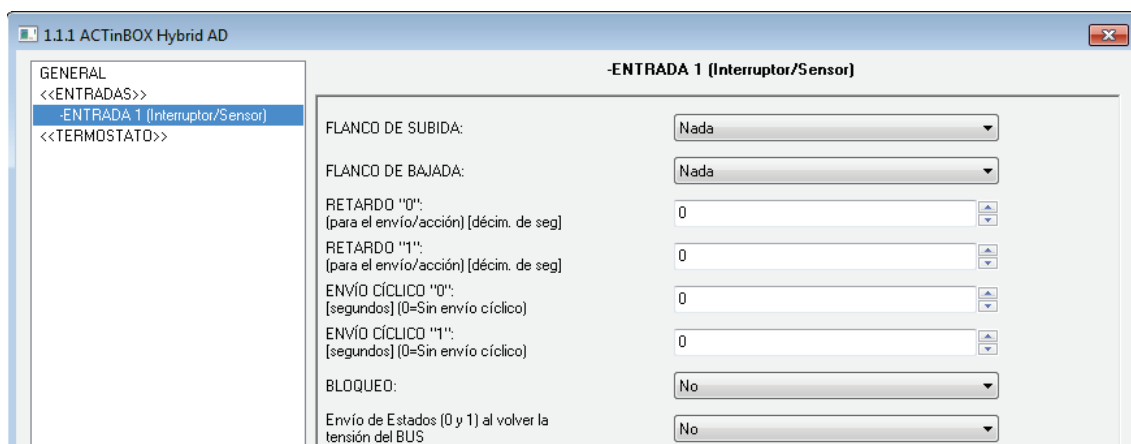 1.1.1 ACTinBOX Hybrid AD
GENERAL
<<ENTRADAS>>
-ENTRADA 1 (Interruptor/Sensor)
<<TERMOSTATO>>
-ENTRADA 1 (Interruptor/Sensor)
FLANCO DE SUBIDA:
Nada
FLANCO DE BAJADA:
Nada
RETARDO "0":
(para el envío/acción) [décim. de seg]
0
RETARDO "1":
(para el envío/acción) [décim. de seg]
0
ENVÍO CÍCLICO "0":
[segundos] (0=Sin envío cíclico)
0
ENVÍO CÍCLICO "1":
[segundos] (0=Sin envío cíclico)
0
BLOQUEO:
No
Envío de Estados (0 y 1) al volver la
tensión del BUS
No